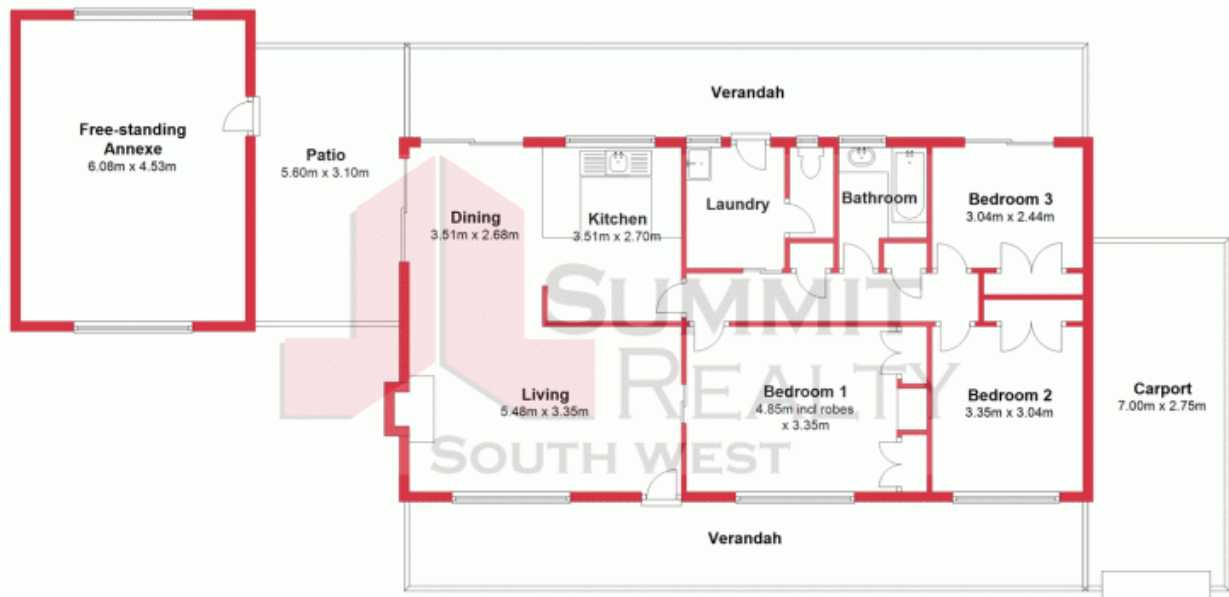 Free-standing
Annexe
6.08m x 4.53m
Patio
5.60m x 3.10m
Verandah
Dining
3.51m x 2.68m
Kitchen
3.51m x 2.70m
Laundry
Bathroom
Bedroom 3
3.04m x 2.44m
SUMMIT
REALTY
SOUTH WEST
Living
5.48m x 3.35m
Bedroom 1
4.85m incl robes
x 3.35m
Bedroom 2
3.35m x 3.04m
Carport
7.00m x 2.75m
Verandah